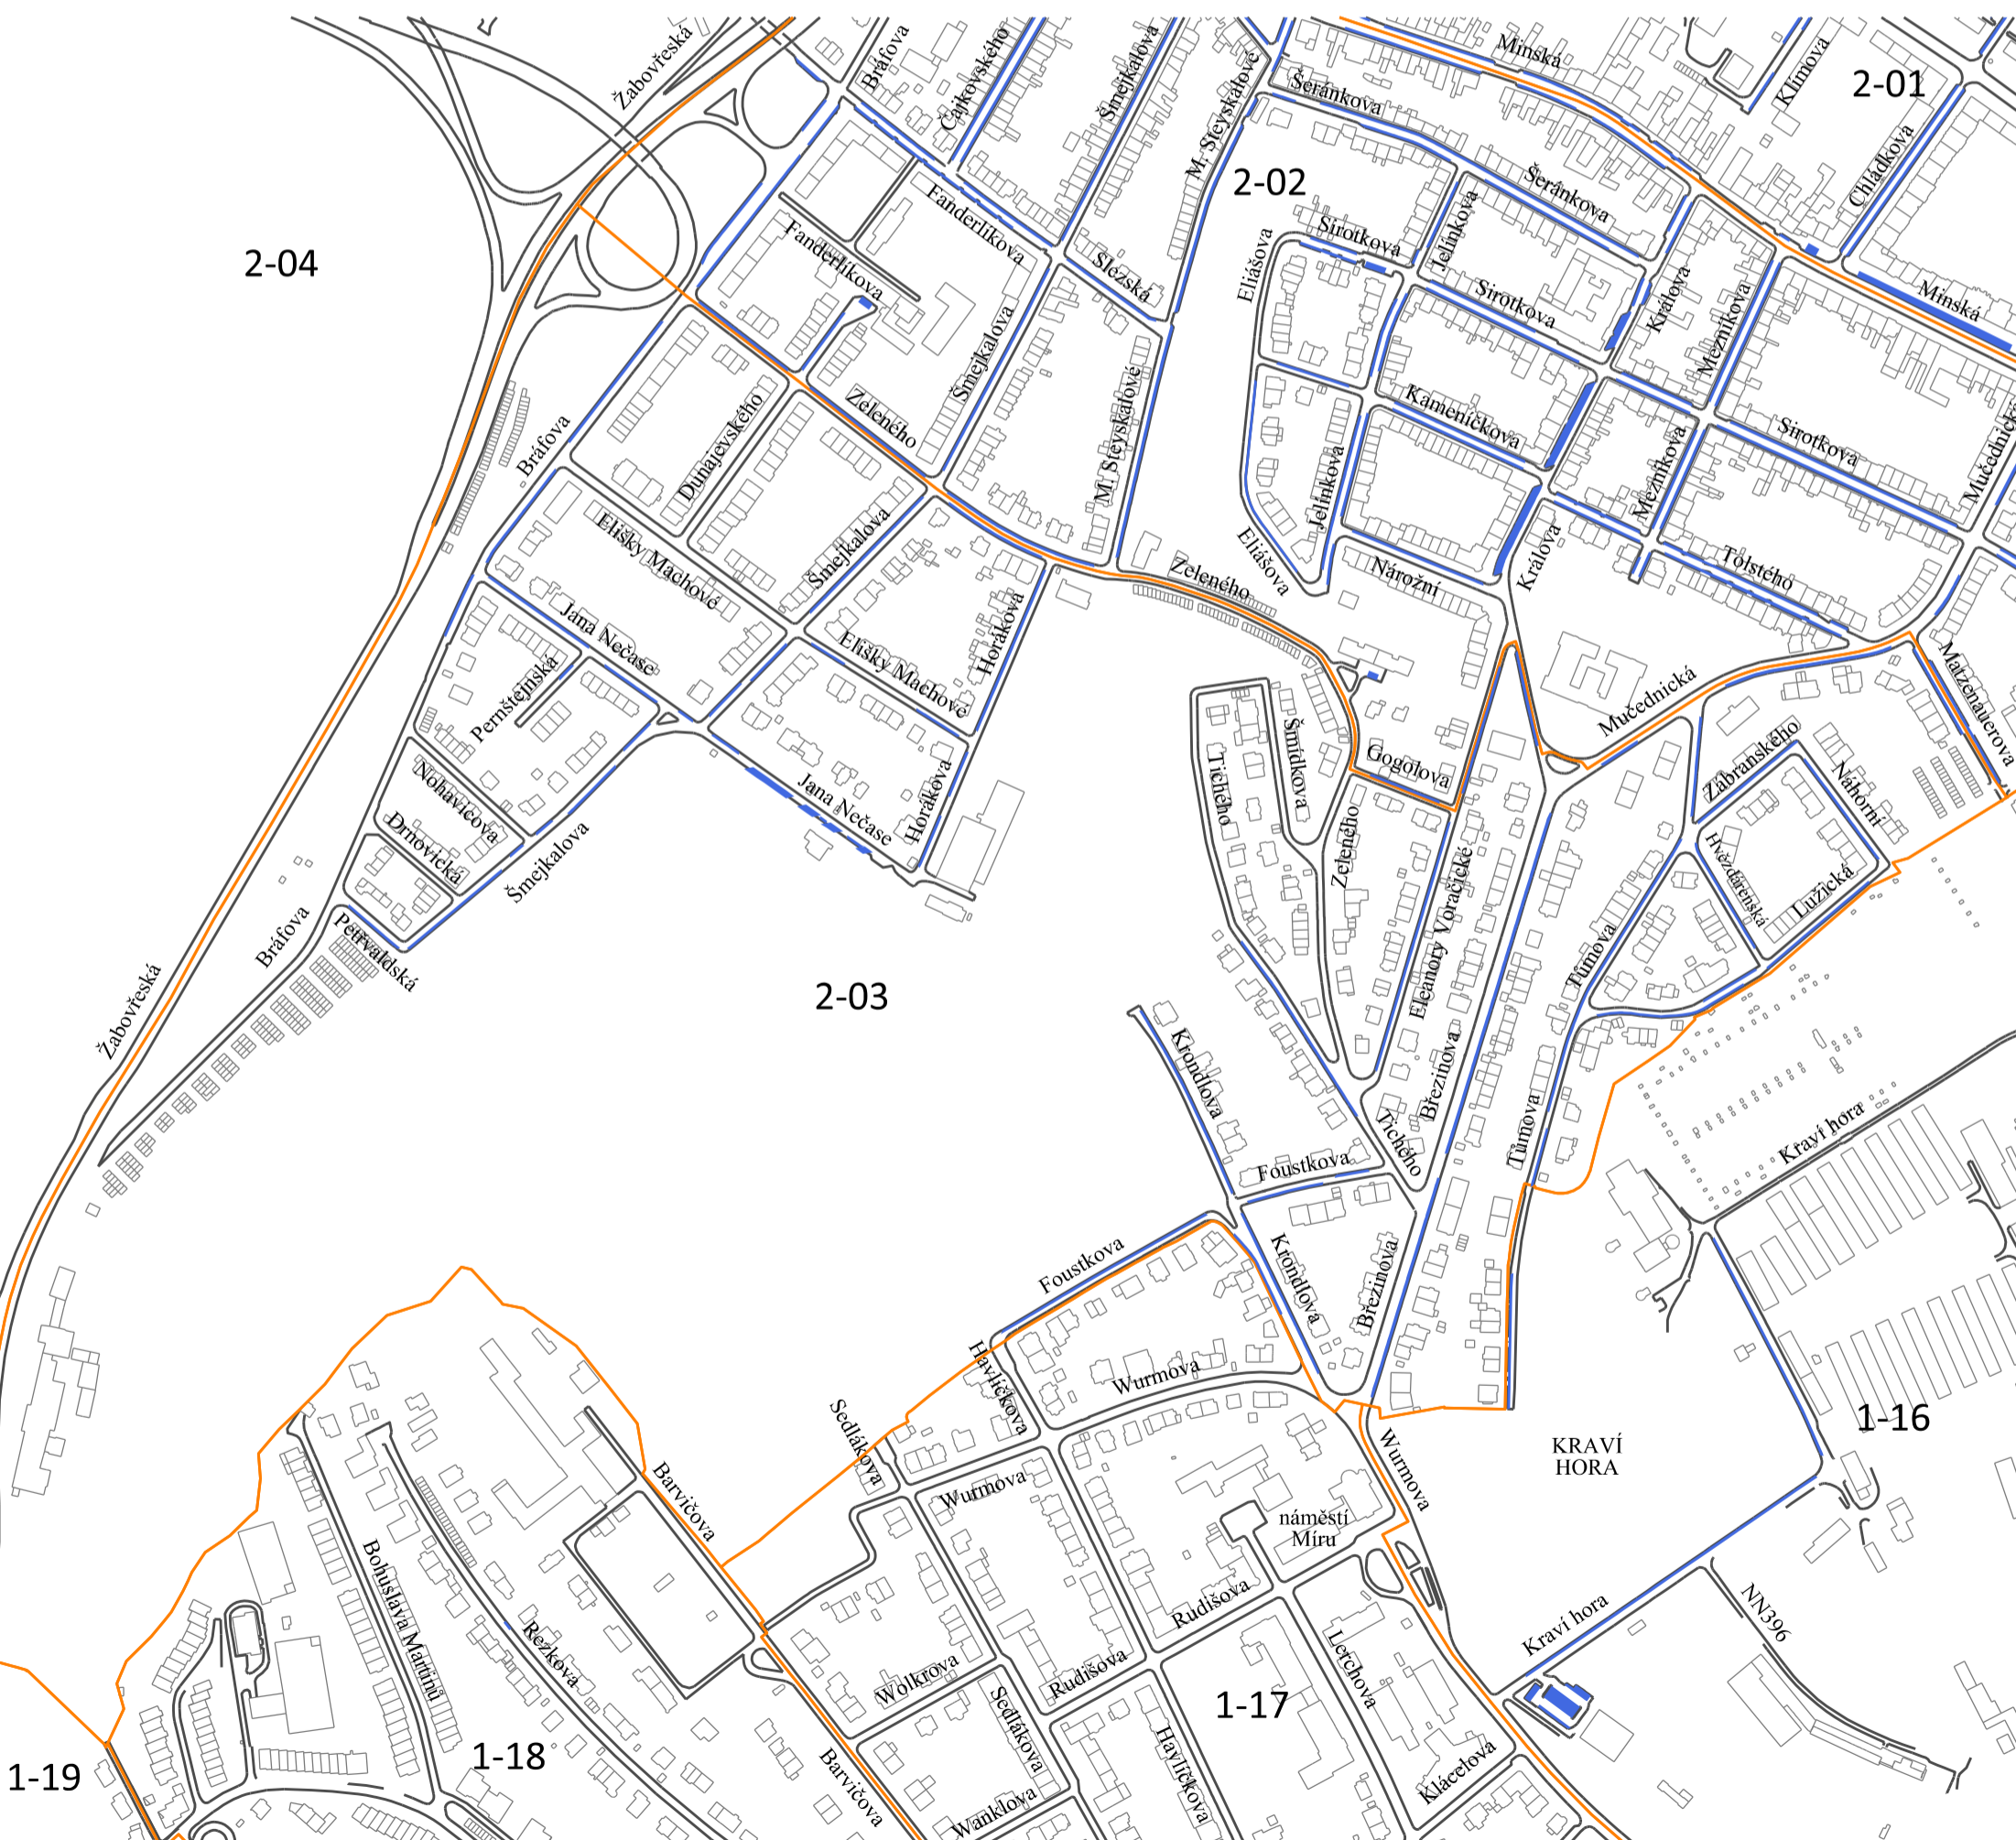 Žabovřeská
Bráfova
Čajkovského
Šmejkalova
M. Steyskalové
Minská
Klímova
2-01
Šeránkova
Chládkova
2-02
Šeránkova
Fanderlíkova
Jelínkova
Sirotkova
Eliášova
2-04
Fanderlíkova
Slezská
Sirotkova
Králova
Mezníkova
Minská
Šmejkalova
Zeleného
Dunajevského
Bráfova
M. Steyskalové
Kameníčkova
Sirotkova
Jelínkova
Mezníkova
Elišky Machové
Šmejkalova
Eliášova
Zeleného
Nárožní
Králova
Tolstého
Jana Nečase
Elišky Machové
Horákova
Pernštejnská
Mučednická
Matzenauerova
Šmídkova
Tichého
Gogolova
Zábranského
Náhorní
Nohavicova
Drnovická
Jana Nečase
Horákova
Šmejkalova
Zeleného
Eleanory Voračické
Hvězdárenská
Lužická
Bráfova
Petřvaldská
Tůmova
Žabovřeská
2-03
Krondlova
Březinova
Tichého
Tůmova
Kraví hora
Foustkova
Foustkova
Krondlova
Březinova
Havlíčkova
Wurmova
Sedlákova
Wurmova
KRAVÍ
HORA
1-16
Barvičova
Wurmova
náměstí
Míru
Bohuslava Martinů
Rezkova
Rudišova
Kraví hora
NN396
Lerchova
Wolkrova
Rudišova
Sedlákova
1-17
Havlíčkova
1-18
1-19
Barvičova
Klácelova
Wanklova